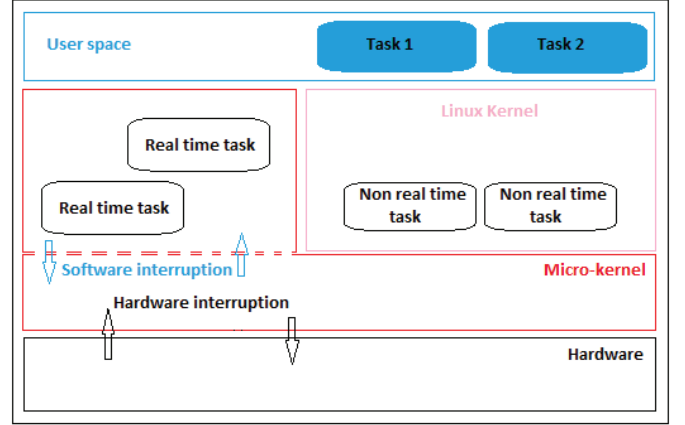 User space
Task 1
Task 2
Linux Kernel
Real time task
Real time task
Non real time
task
Non real time
task
Software interruption
Micro-kernel
Hardware interruption
Hardware